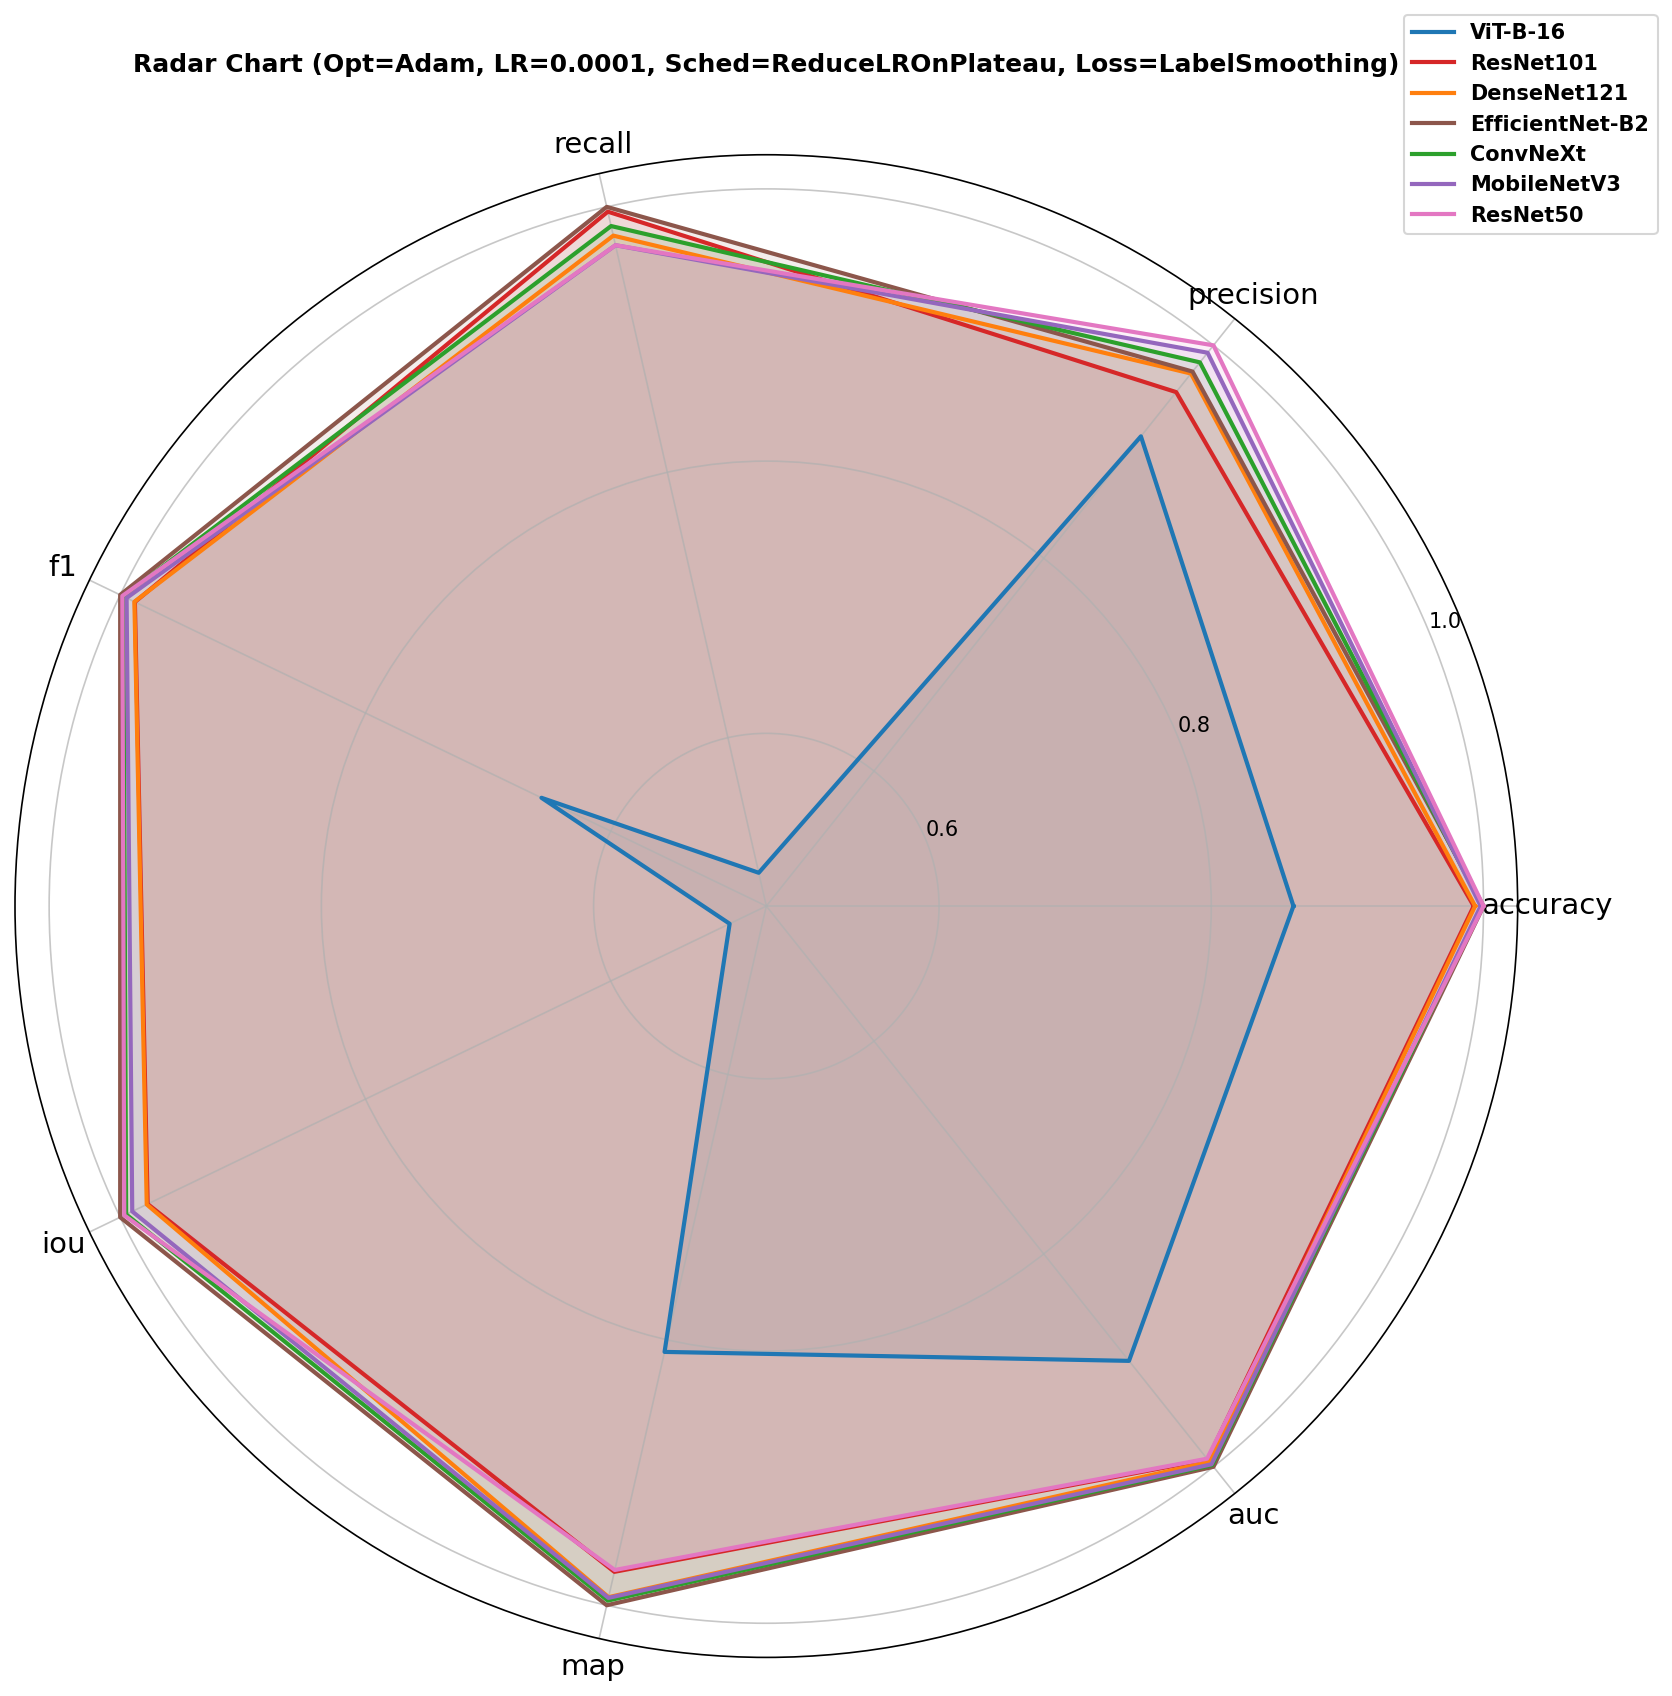 Radar Chart (Opt=Adam, LR=0.0001, Sched=ReduceLROnPlateau, Loss=LabelSmoothing)
ViT-B-16
ResNet101
DenseNet121
EfficientNet-B2
ConvNeXt
MobileNetV3
ResNet50
recall
precision
f1
1.0
0.8
0.6
accuracy
iou
auc
map